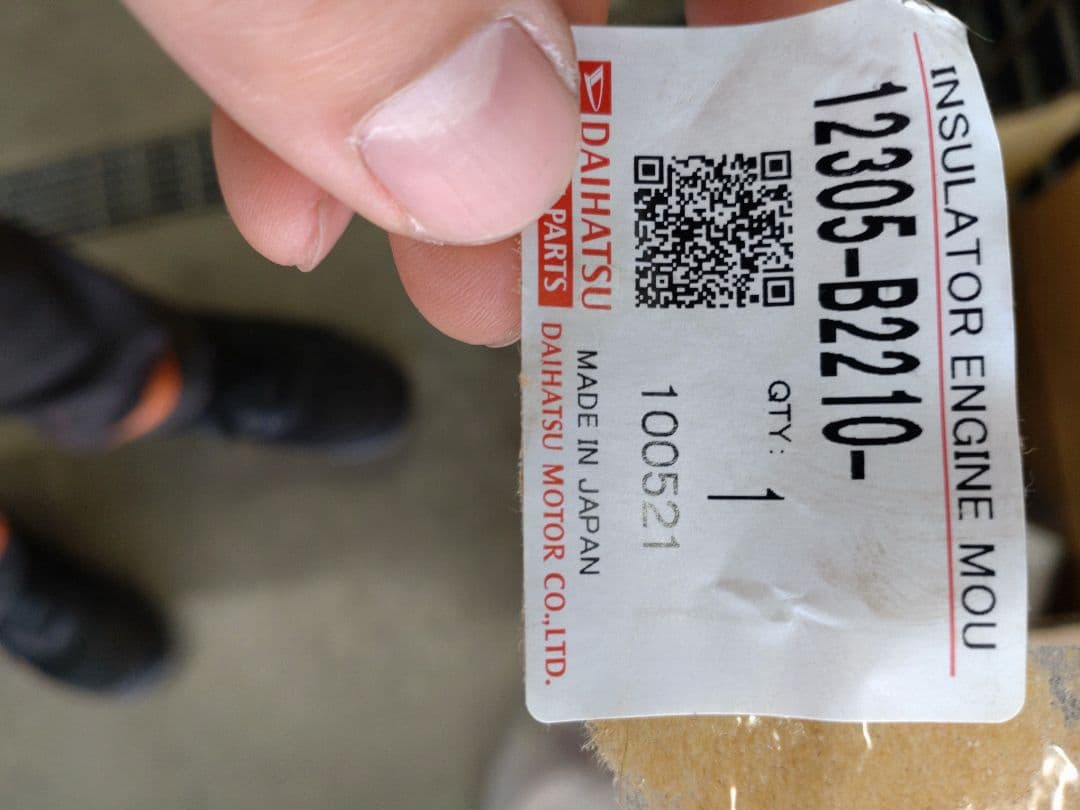 INSULATOR ENGINE MOU
12305-B2210-
QTY: 1
100521
DAIHATSU
MADE IN JAPAN
PARTS
DAIHATSU MOTOR CO.,LTD.